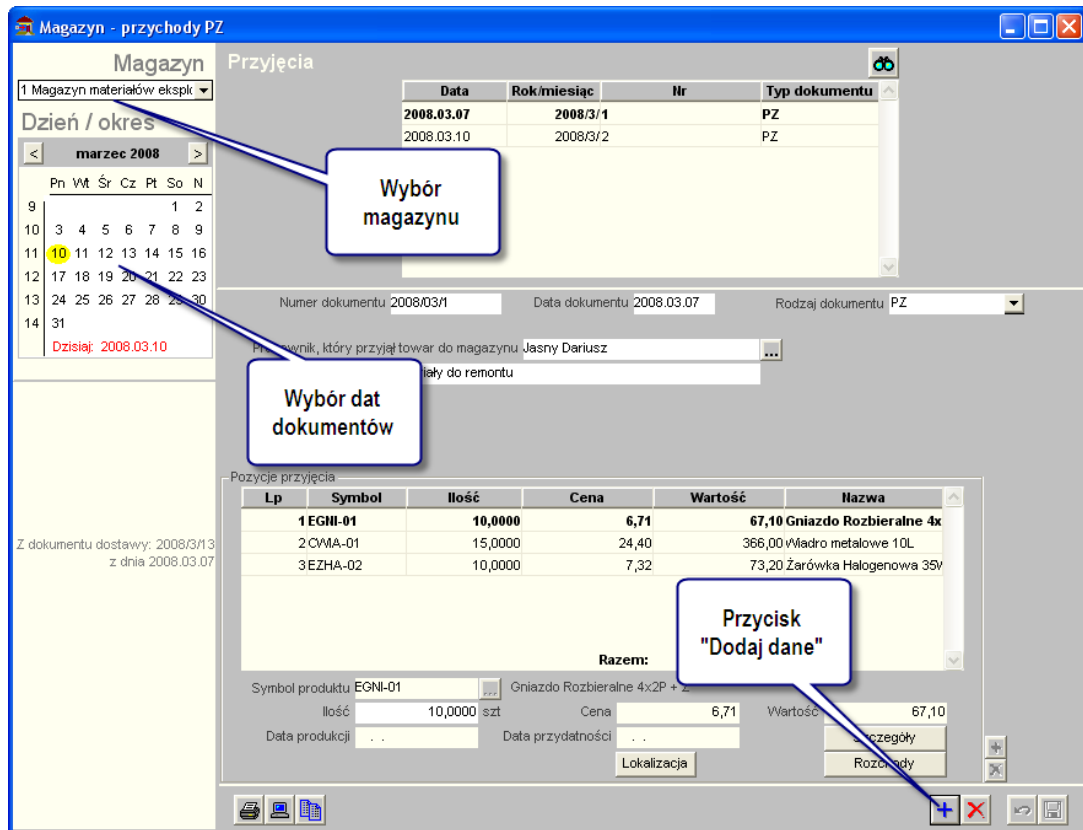 Magazyn - przychody PZ
Magazyn
1 Magazyn materiałów ekspk
Dzień / okres
< marzec 2008 >
Pn Wt Śr Cz Pt So N
9 1 2
10 3 4 5 6 7 8 9
11 10 11 12 13 14 15 16
12 17 18 19 20 21 22 23
13 24 25 26 27 28 29 30
14 31
Dzisiaj: 2008.03.10
Z dokumentu dostawy: 2008/3/13
z dnia 2008.03.07
Przyjęcia
Data Rok/miesiąc Nr Typ dokumentu
2008.03.07 2008/3/1 PZ
2008.03.10 2008/3/2 PZ
Wybór
magazynu
Numer dokumentu 2008/03/1 Data dokumentu 2008.03.07 Rodzaj dokumentu PZ
który przyjął towar do magazynu Jasny Dariusz ...
do remontu
Wybór dat
dokumentów
Pozycje przyjęcia
Lp Symbol Ilość Cena Wartość Nazwa
1 EGNI-01 10,0000 6,71 67,10 Gniazdo Rozbieralne 4x
2 CWIA-01 15,0000 24,40 366,00 Wiadro metalowe 10L
3 EZHA-02 10,0000 7,32 73,20 Żarówka Halogenowa 35W
Razem:
Przycisk
"Dodaj dane"
Symbol produktu EGNI-01 ... Gniazdo Rozbieralne 4x2P + Z
Ilość 10,0000 szt Cena 6,71 Wartość 67,10
Data produkcji . . Data przydatności . . Szczegóły
Lokalizacja Rozchody